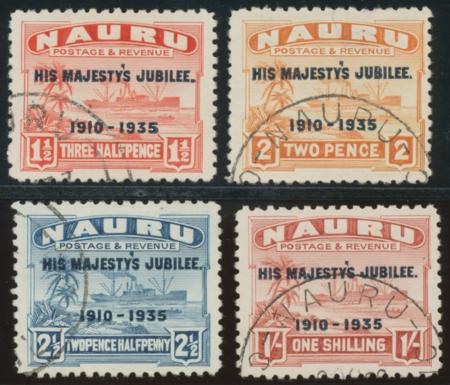 NAURU
POSTAGE & REVENUE
HIS MAJESTY'S JUBILEE.
1910-1935
1½ THREE HALFPENCE 1½
NAURU
POSTAGE & REVENUE
HIS MAJESTY'S JUBILEE.
1910-1935
NAURU
2 TWO PENCE 2
NAURU
POSTAGE & REVENUE
HIS MAJESTY'S JUBILEE.
1910-1935
2½ TWOPENCE HALFPENNY 2½
NAURU
POSTAGE & REVENUE
HIS MAJESTY'S JUBILEE.
NAURU
1910-1935
1/- ONE SHILLING 1/-